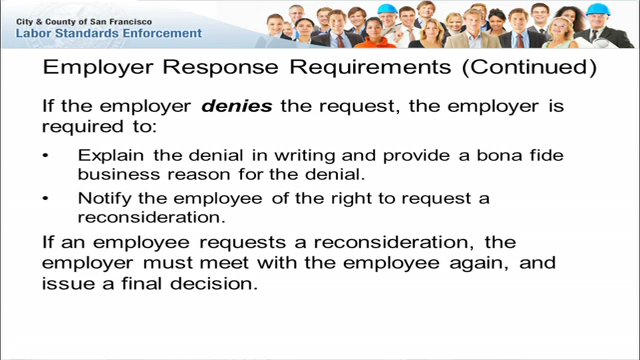 City & County of San Francisco
Labor Standards Enforcement
Employer Response Requirements (Continued)
If the employer denies the request, the employer is
required to:
• Explain the denial in writing and provide a bona fide
business reason for the denial.
• Notify the employee of the right to request a
reconsideration.
If an employee requests a reconsideration, the
employer must meet with the employee again, and
issue a final decision.